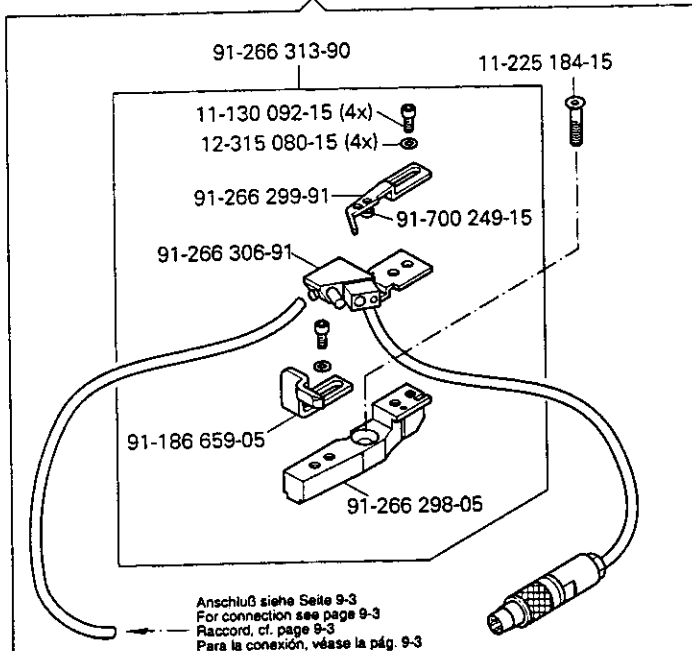 91-266 313-90
11-225 184-15
11-130 092-15 (4x)
12-315 080-15 (4x)
91-266 299-91
91-700 249-15
91-266 306-91
91-186 659-05
91-266 298-05
Anschluß siehe Seite 9-3
For connection see page 9-3
Raccord, cf. page 9-3
Para la conexión, véase la pág. 9-3